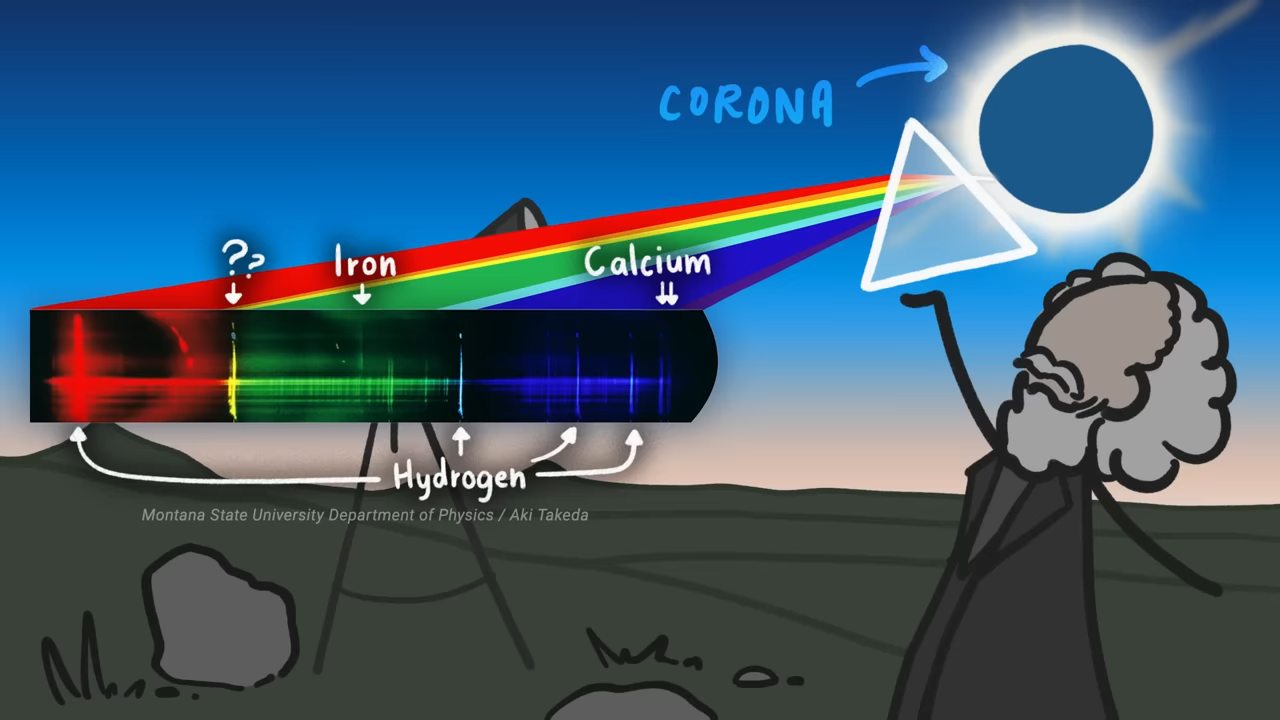 CORONA
??
Iron
Calcium
Hydrogen
Montana State University Department of Physics / Aki Takeda